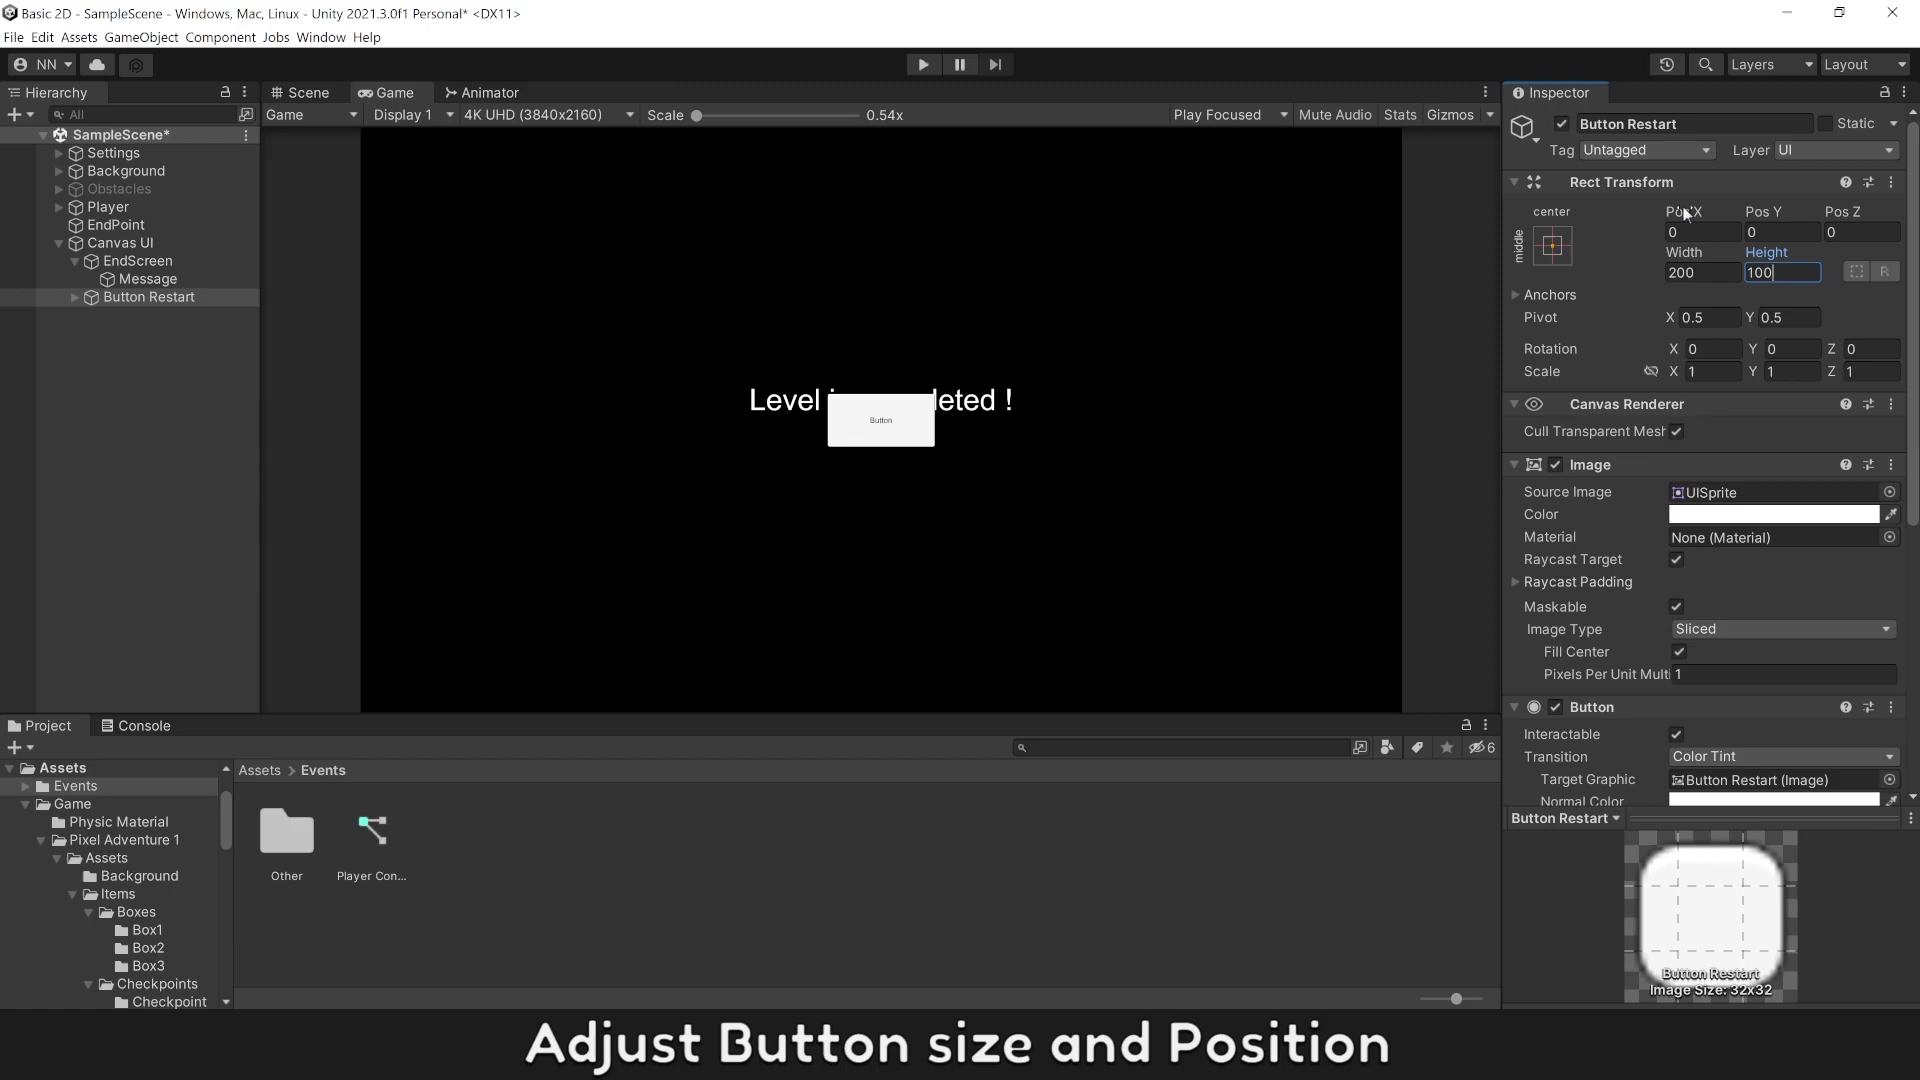 Basic 2D - SampleScene - Windows, Mac, Linux - Unity 2021.3.0f1 Personal* <DX11>
File Edit Assets GameObject Component Jobs Window Help
NN
Layers
Layout
Hierarchy
All
SampleScene*
Settings
Background
Obstacles
Player
EndPoint
Canvas UI
EndScreen
Message
Button Restart
Scene
Game
Animator
Game
Display 1
4K UHD (3840x2160)
Scale
0.54x
Play Focused
Mute Audio
Stats
Gizmos
Level
leted !
Button
Inspector
Button Restart
Static
Tag Untagged
Layer UI
Rect Transform
center
middle
Pos Y
Pos Z
0
0
0
Width
Height
200
100
R
Anchors
Pivot X 0.5 Y 0.5
Rotation X 0 Y 0 Z 0
Scale X 1 Y 1 Z 1
Canvas Renderer
Cull Transparent Mesh
Image
Source Image UISprite
Color
Material None (Material)
Raycast Target
Raycast Padding
Maskable
Image Type Sliced
Fill Center
Pixels Per Unit Multi 1
Button
Interactable
Transition Color Tint
Target Graphic Button Restart (Image)
Normal Color
Button Restart
Button Restart
Image Size: 32x32
Project
Console
6
Assets
Events
Game
Physic Material
Pixel Adventure 1
Assets
Background
Items
Boxes
Box1
Box2
Box3
Checkpoints
Checkpoint
Assets > Events
Other
Player Con...
Adjust Button size and Position